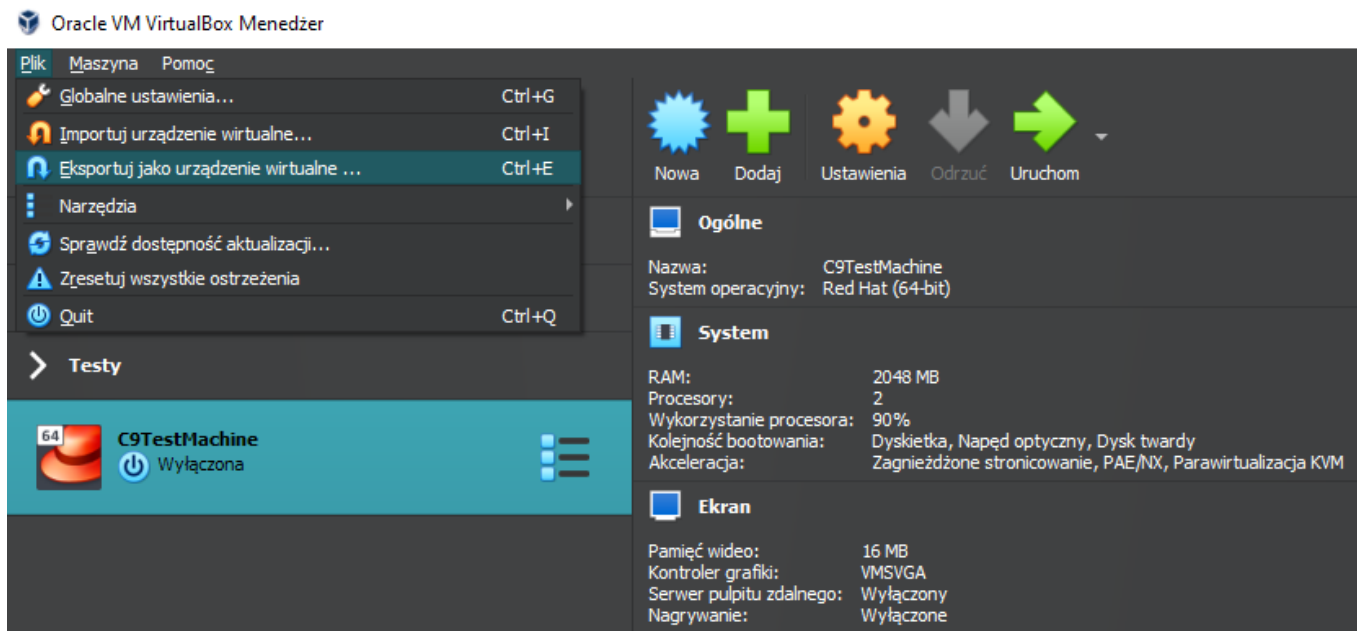 Oracle VM VirtualBox Menedżer
Plik Maszyna Pomoc
Globalne ustawienia... Ctrl+G
Importuj urządzenie wirtualne... Ctrl+I
Eksportuj jako urządzenie wirtualne ... Ctrl+E
Narzędzia
Sprawdź dostępność aktualizacji...
Zresetuj wszystkie ostrzeżenia
Quit Ctrl+Q
Testy
64
C9TestMachine
Wyłączona
Nowa Dodaj Ustawienia Odrzuć Uruchom
Ogólne
Nazwa: C9TestMachine
System operacyjny: Red Hat (64-bit)
System
RAM: 2048 MB
Procesory: 2
Wykorzystanie procesora: 90%
Kolejność bootowania: Dyskietka, Napęd optyczny, Dysk twardy
Akceleracja: Zagnieżdżone stronicowanie, PAE/NX, Parawirtualizacja KVM
Ekran
Pamięć wideo: 16 MB
Kontroler grafiki: VMSVGA
Serwer pulpitu zdalnego: Wyłączony
Nagrywanie: Wyłączone